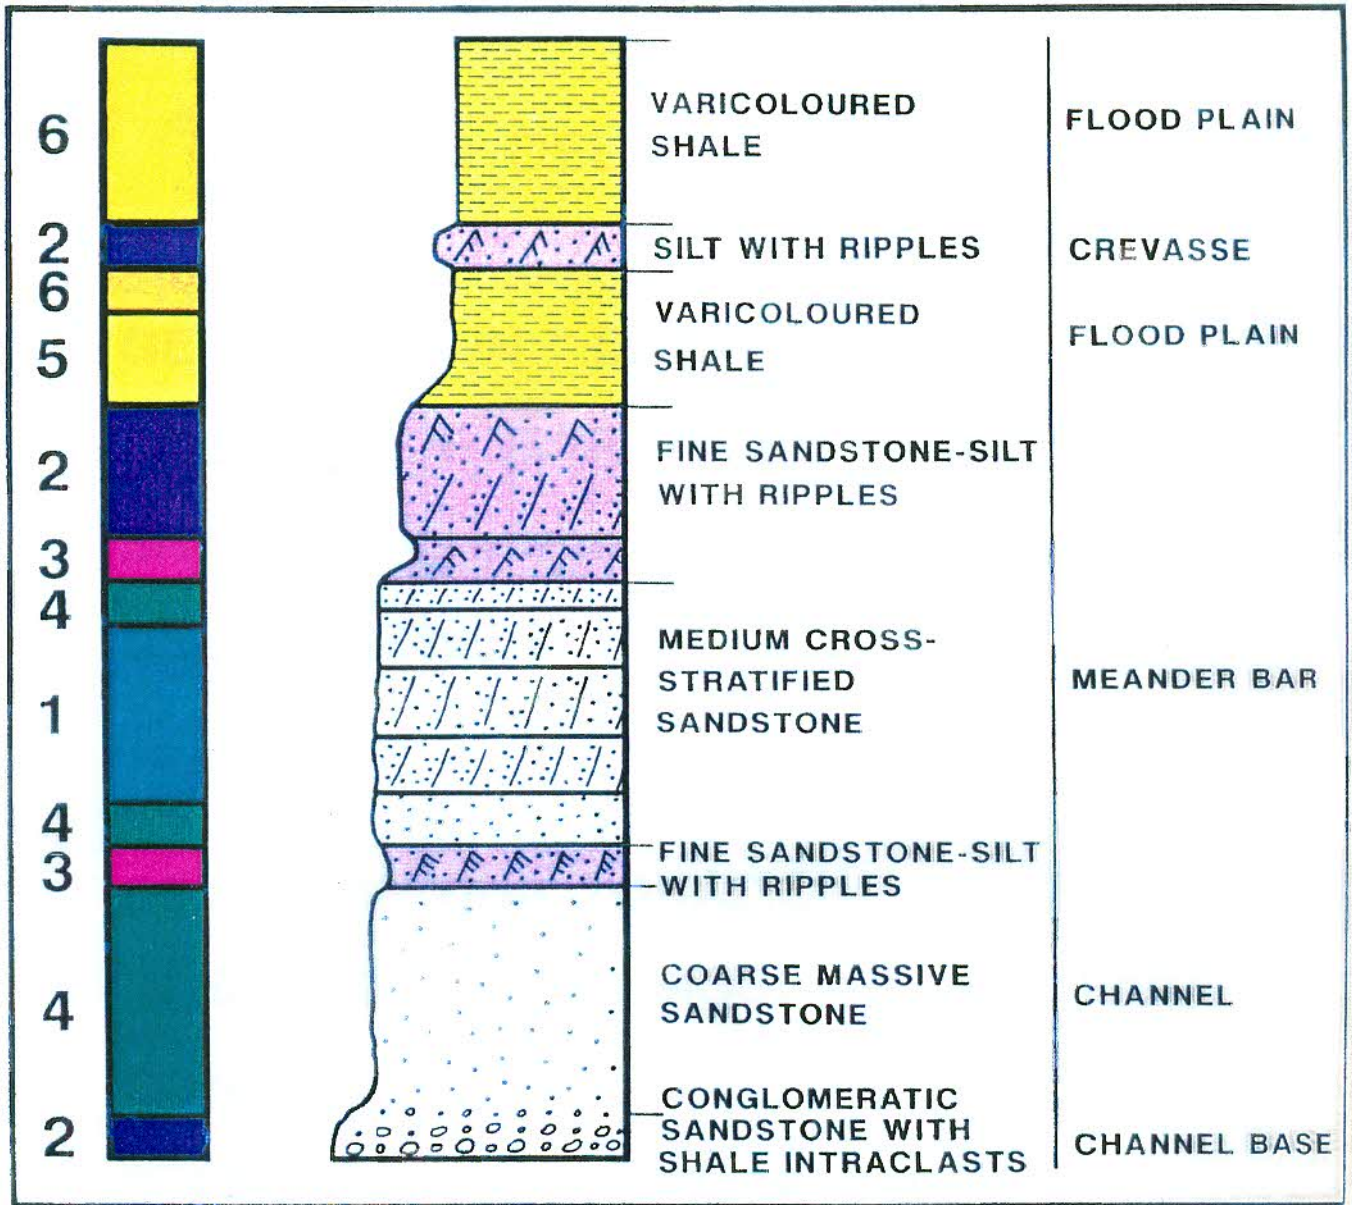 6
2
6
5
2
3
4
1
4
3
4
2
VARICOLOURED
SHALE
SILT WITH RIPPLES
VARICOLOURED
SHALE
FINE SANDSTONE-SILT
WITH RIPPLES
MEDIUM CROSS-
STRATIFIED
SANDSTONE
FINE SANDSTONE-SILT
WITH RIPPLES
COARSE MASSIVE
SANDSTONE
CONGLOMERATIC
SANDSTONE WITH
SHALE INTRACLASTS
FLOOD PLAIN
CREVASSE
FLOOD PLAIN
MEANDER BAR
CHANNEL
CHANNEL BASE